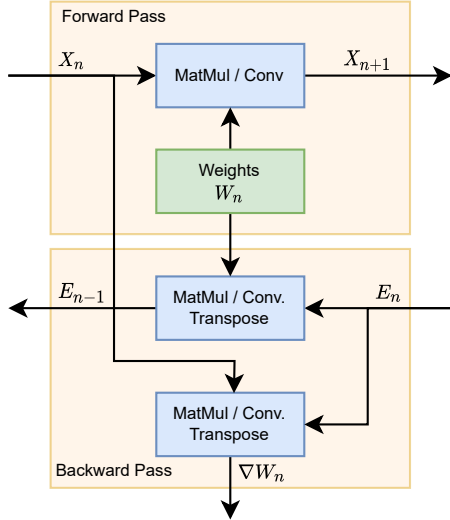 Forward Pass
X_n
MatMul / Conv
X_{n+1}
Weights
W_n
E_{n-1}
MatMul / Conv.
Transpose
E_n
MatMul / Conv.
Transpose
Backward Pass
∇W_n